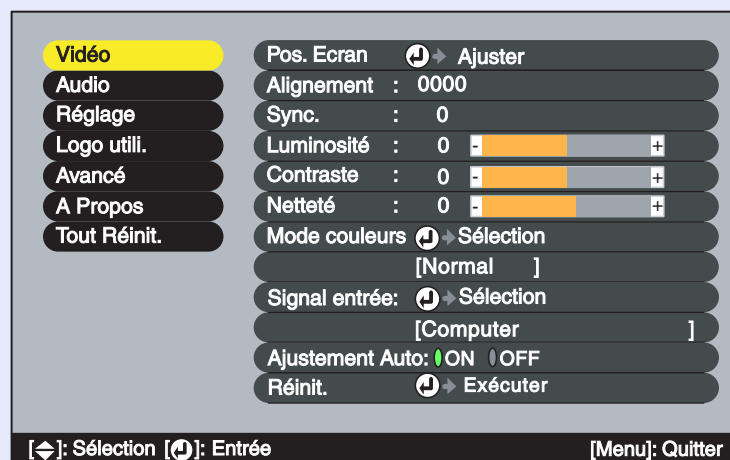 Vidéo
Audio
Réglage
Logo utili.
Avancé
A Propos
Tout Réinit.
Pos. Ecran Ajuster
Alignement : 0000
Sync. : 0
Luminosité : 0 - +
Contraste : 0 - +
Netteté : 0 - +
Mode couleurs Sélection
[Normal ]
Signal entrée: Sélection
[Computer ]
Ajustement Auto: ON OFF
Réinit. Exécuter
[ ]: Sélection [ ]: Entrée [Menu]: Quitter